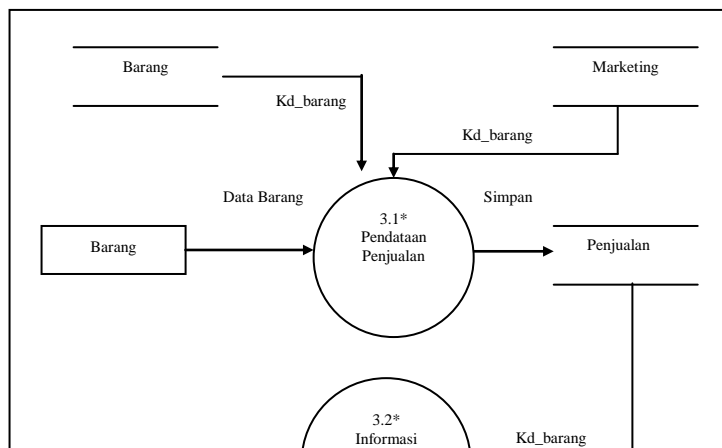 Barang
Marketing
Kd_barang
Kd_barang
Data Barang
Simpan
3.1*
Pendataan
Penjualan
Barang
Penjualan
3.2*
Informasi
Kd_barang